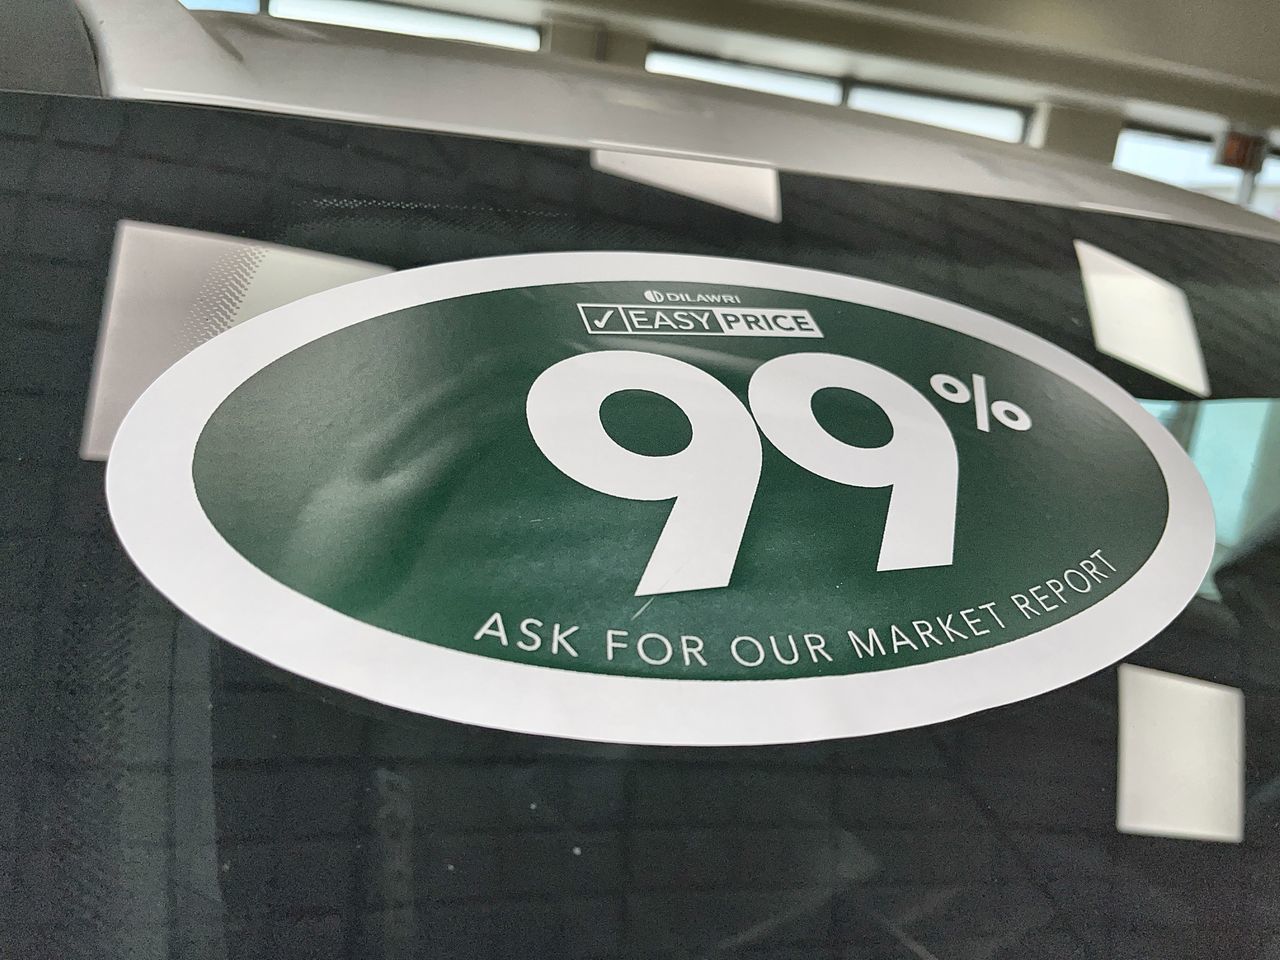 DILAWRI
✓ EASY PRICE
99%
ASK FOR OUR MARKET REPORT